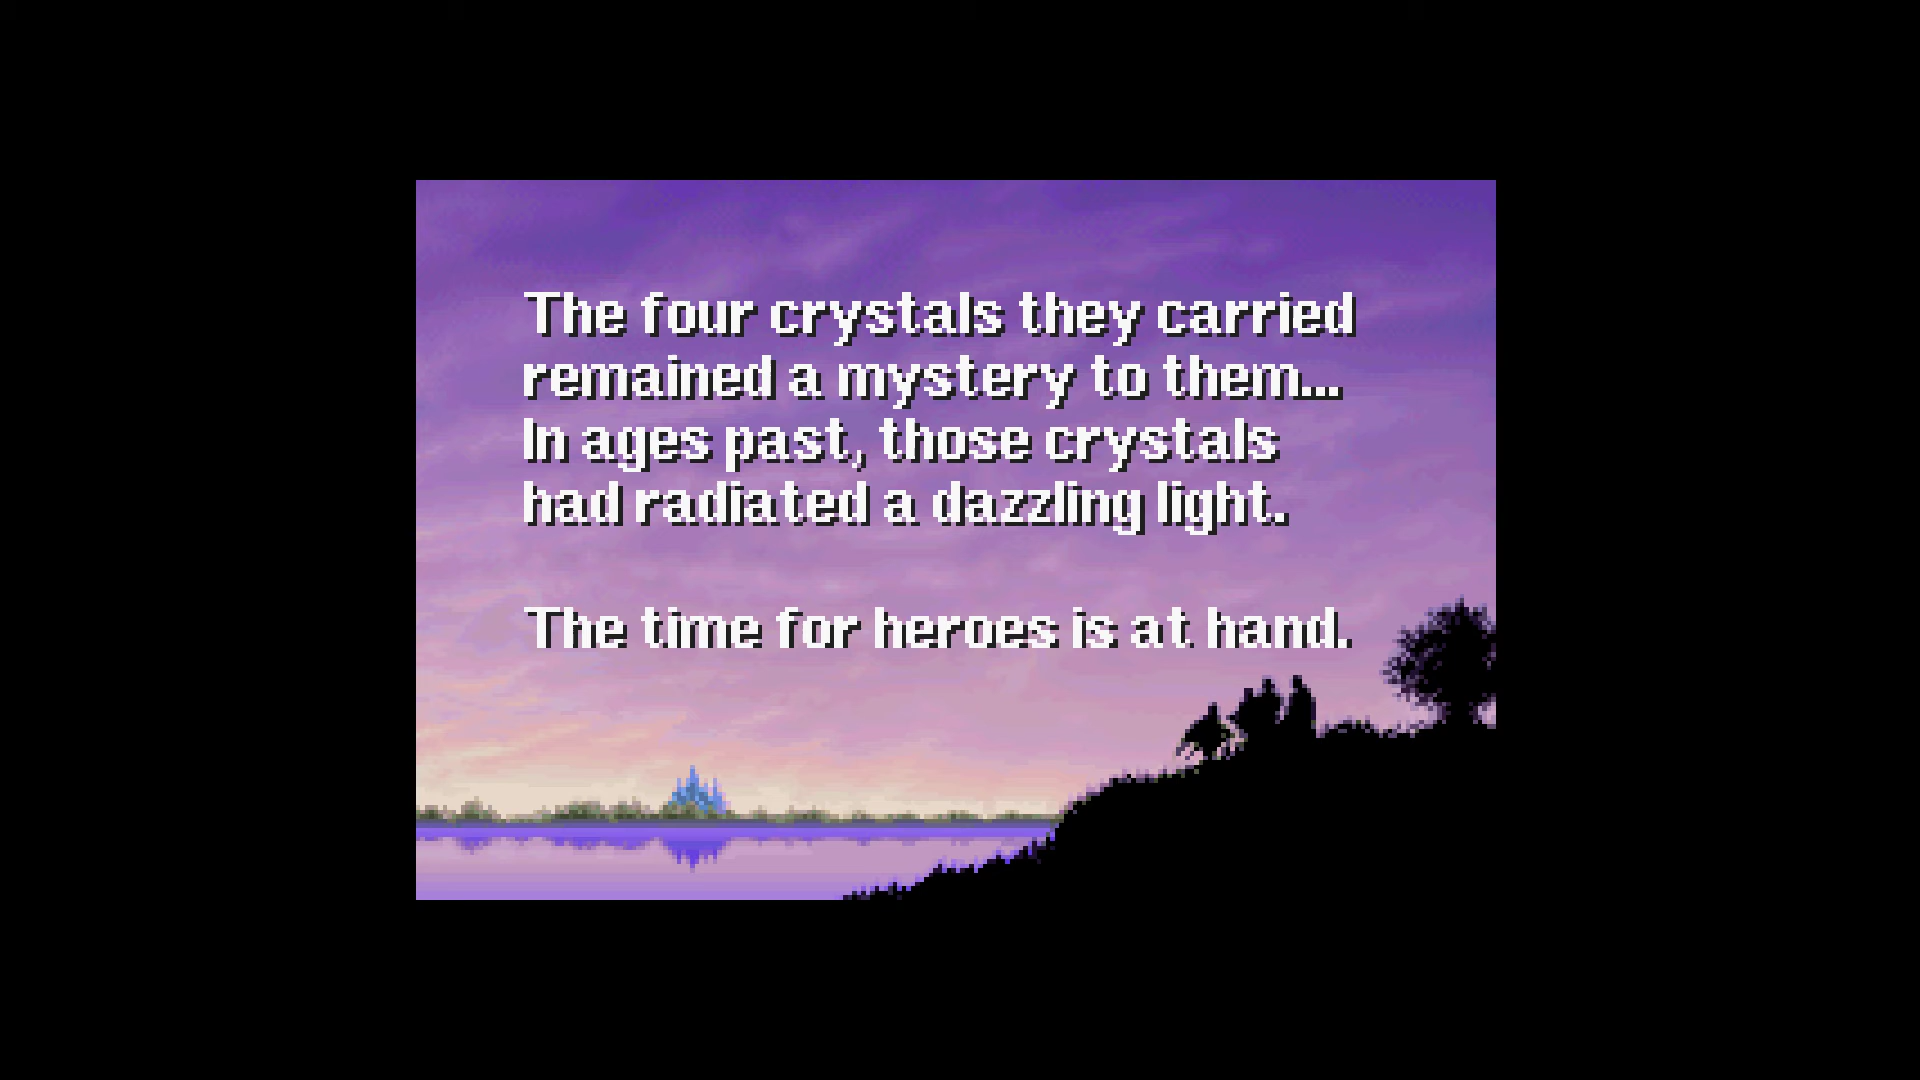 The four crystals they carried
remained a mystery to them...
In ages past, those crystals
had radiated a dazzling light.
The time for heroes is at hand.